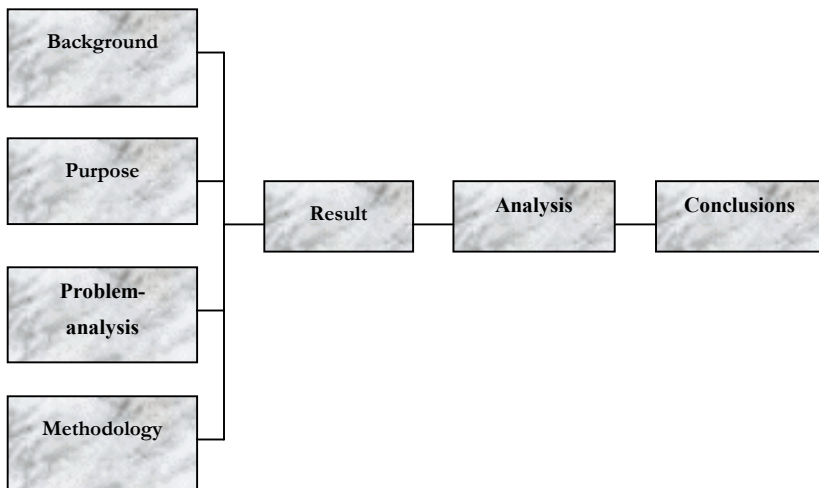 Background
Purpose
Problem-
analysis
Methodology
Result
Analysis
Conclusions